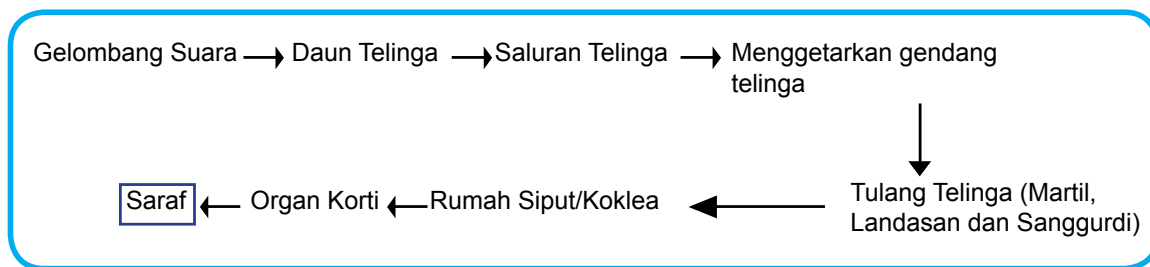 Gelombang Suara Daun Telinga Saluran Telinga Menggetarkan gendang
telinga
Tulang Telinga (Martil,
Landasan dan Sanggurdi)
Rumah Siput/Koklea
Organ Korti
Saraf